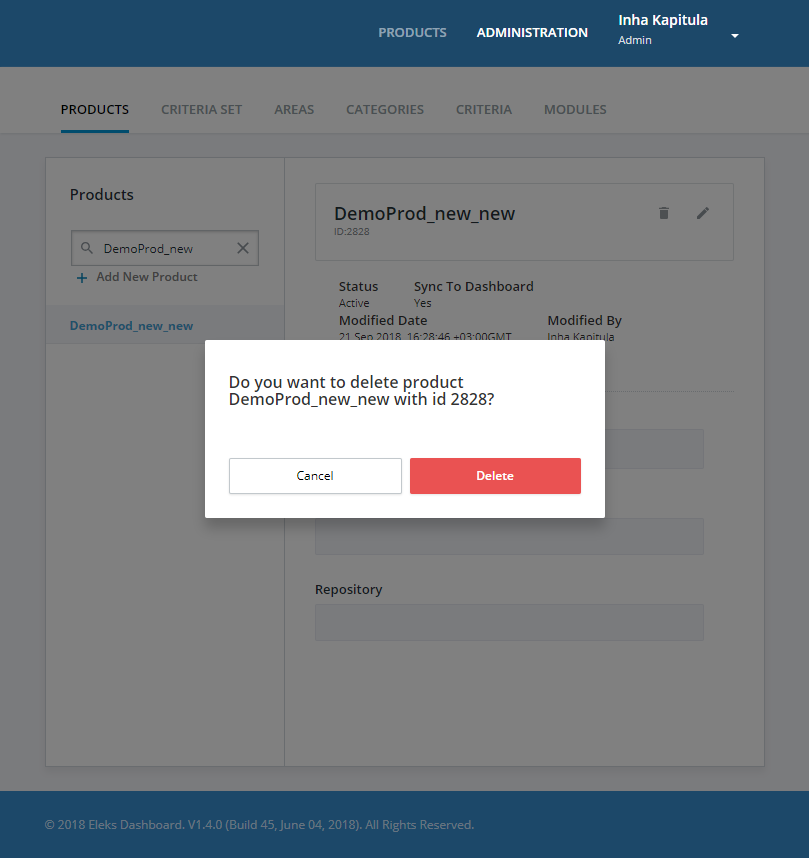 PRODUCTS ADMINISTRATION Inha Kapitula
Admin
PRODUCTS CRITERIA SET AREAS CATEGORIES CRITERIA MODULES
Products
DemoProd_new
Add New Product
DemoProd_new_new
DemoProd_new_new
ID:2828
Status Sync To Dashboard
Active Yes
Modified Date Modified By
21 Sep 2018, 16:28:46 +03:00GMT Inha Kapitula
Do you want to delete product
DemoProd_new_new with id 2828?
Cancel Delete
Repository
© 2018 Eleks Dashboard. V1.4.0 (Build 45, June 04, 2018). All Rights Reserved.